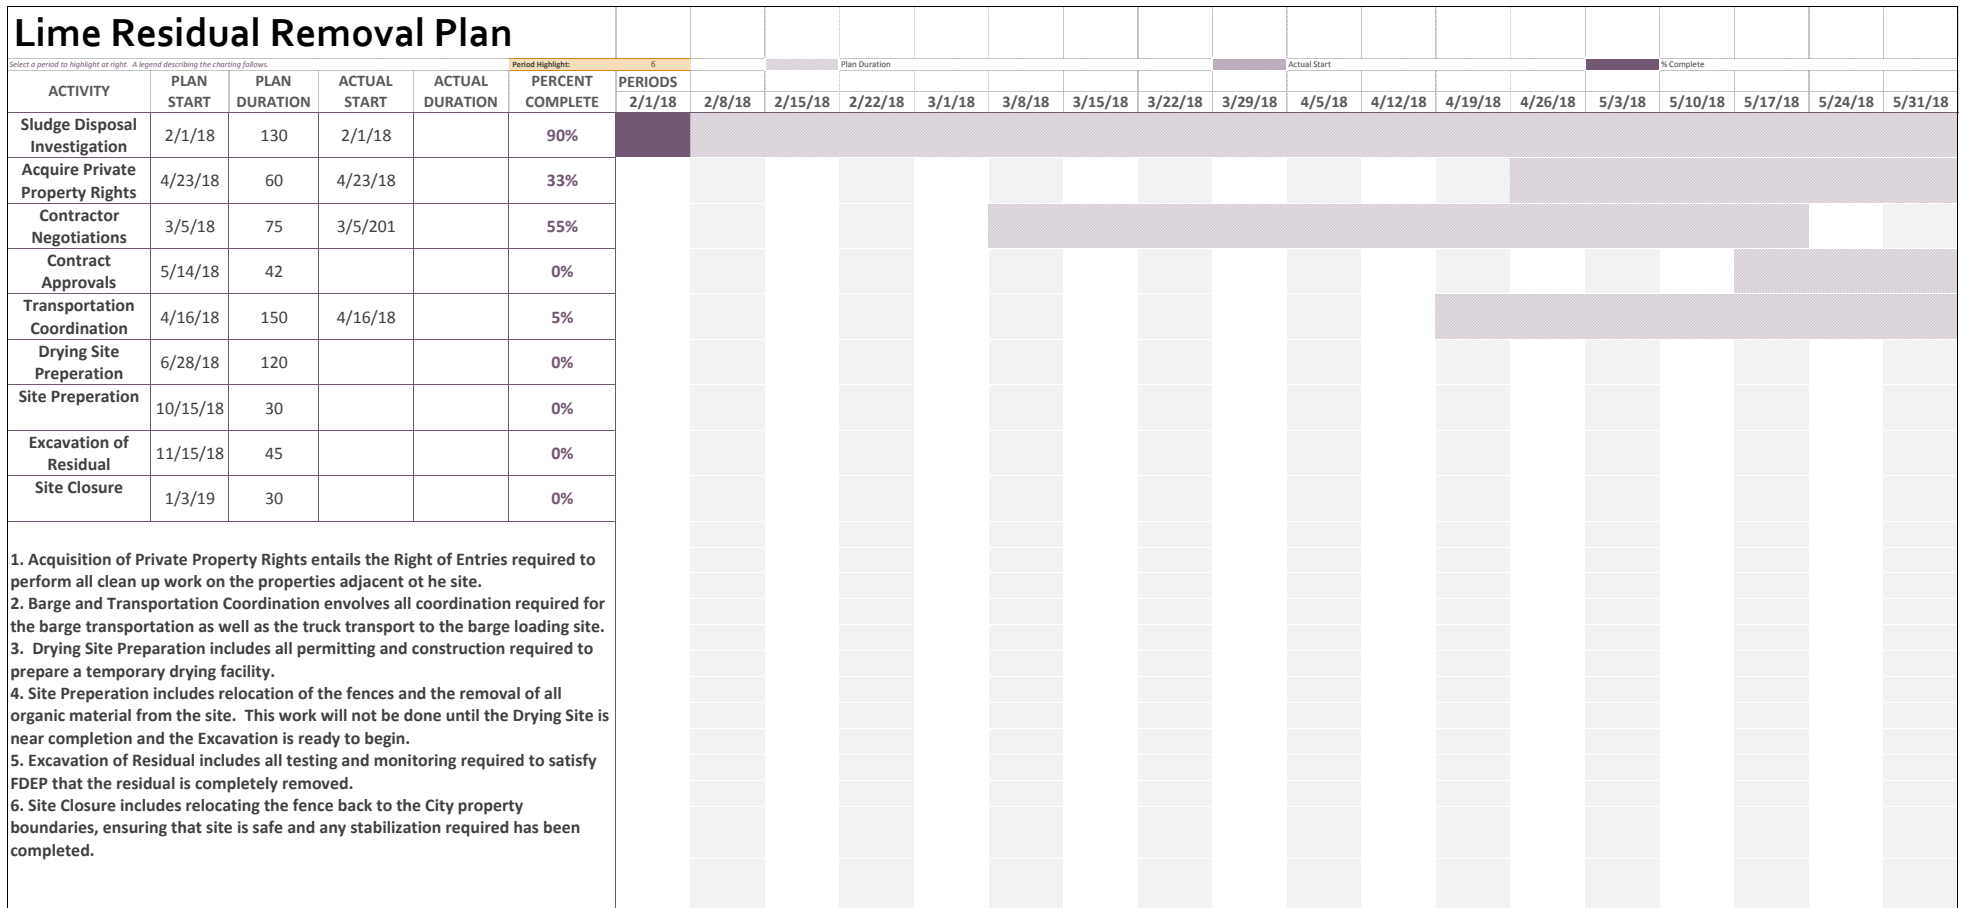 Lime Residual Removal Plan
Select a period to highlight at right. A legend describing the charting follows.
Period Highlight: 6
Plan Duration
Actual Start
% Complete
ACTIVITY PLAN START PLAN DURATION ACTUAL START ACTUAL DURATION PERCENT COMPLETE PERIODS
2/1/18 2/8/18 2/15/18 2/22/18 3/1/18 3/8/18 3/15/18 3/22/18 3/29/18 4/5/18 4/12/18 4/19/18 4/26/18 5/3/18 5/10/18 5/17/18 5/24/18 5/31/18
Sludge Disposal
Investigation
2/1/18 130 2/1/18 90%
Acquire Private
Property Rights
4/23/18 60 4/23/18 33%
Contractor
Negotiations
3/5/18 75 3/5/201 55%
Contract
Approvals
5/14/18 42 0%
Transportation
Coordination
4/16/18 150 4/16/18 5%
Drying Site
Preperation
6/28/18 120 0%
Site Preperation
10/15/18 30 0%
Excavation of
Residual
11/15/18 45 0%
Site Closure
1/3/19 30 0%
1. Acquisition of Private Property Rights entails the Right of Entries required to
perform all clean up work on the properties adjacent ot he site.
2. Barge and Transportation Coordination envolves all coordination required for
the barge transportation as well as the truck transport to the barge loading site.
3. Drying Site Preparation includes all permitting and construction required to
prepare a temporary drying facility.
4. Site Preperation includes relocation of the fences and the removal of all
organic material from the site. This work will not be done until the Drying Site is
near completion and the Excavation is ready to begin.
5. Excavation of Residual includes all testing and monitoring required to satisfy
FDEP that the residual is completely removed.
6. Site Closure includes relocating the fence back to the City property
boundaries, ensuring that site is safe and any stabilization required has been
completed.